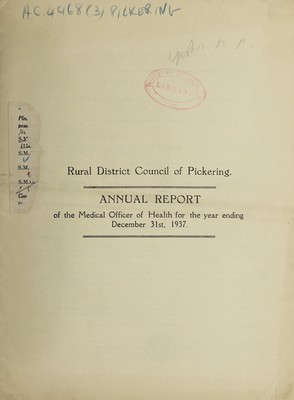 AC.4468(3) PICKERING
LIBRARY
S.M.
S.M.
Rural District Council of Pickering.
ANNUAL REPORT
of the Medical Officer of Health for the year ending
December 31st, 1937.